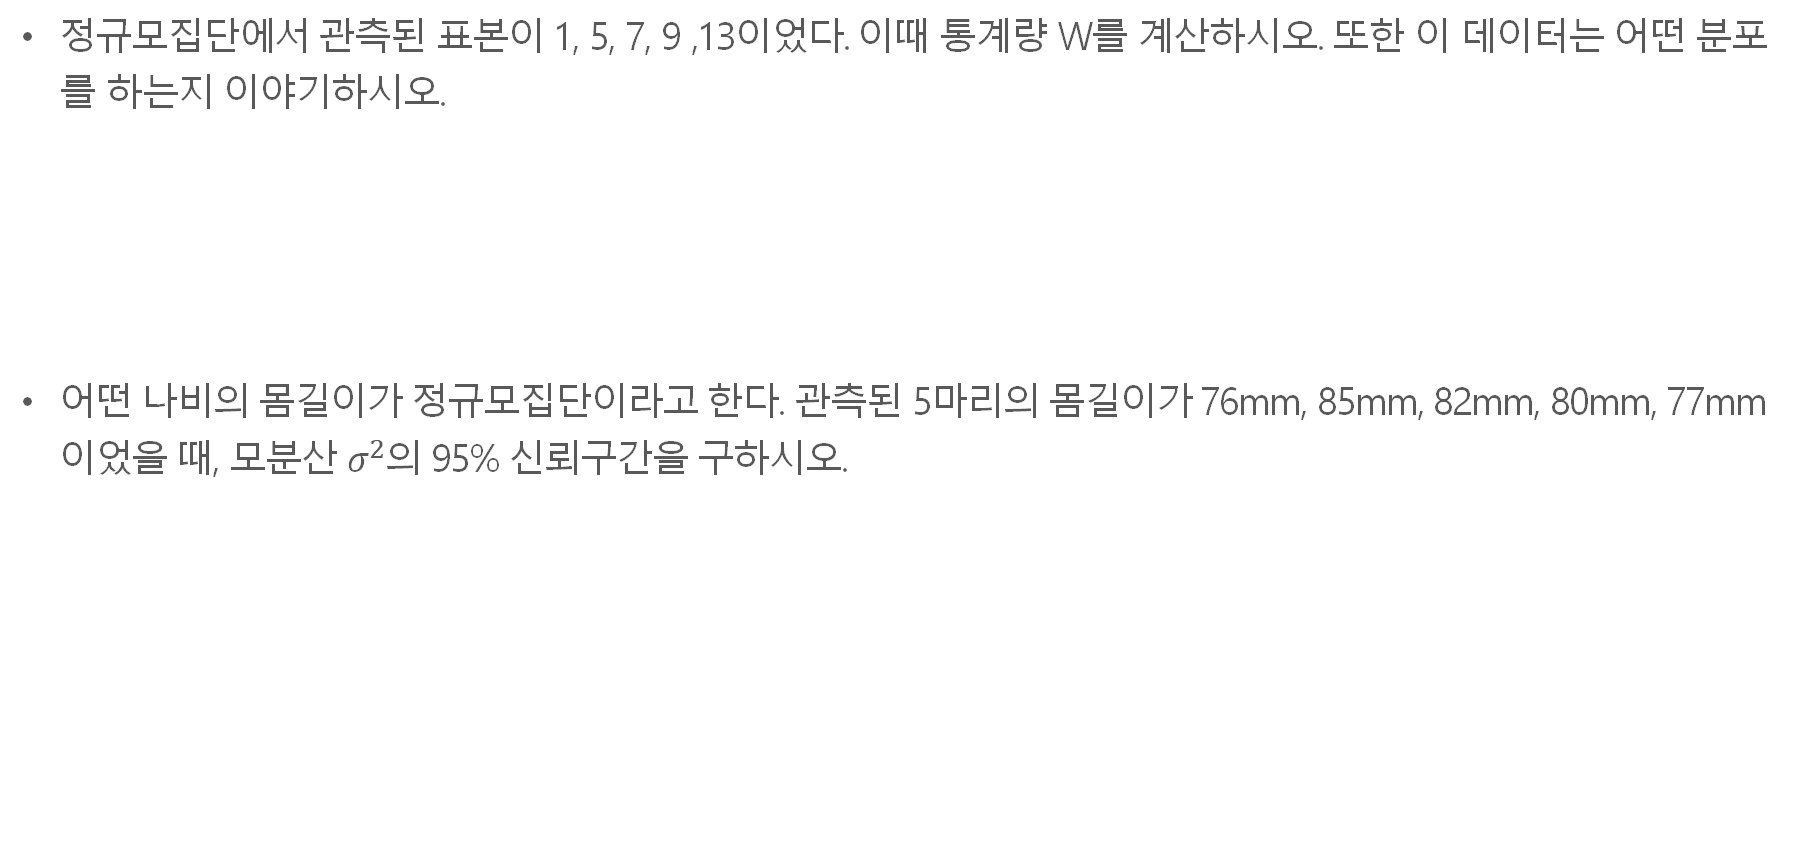 • 정규모집단에서 관측된 표본이 1, 5, 7, 9 ,13이었다. 이때 통계량 W를 계산하시오. 또한 이 데이터는 어떤 분포
를 하는지 이야기하시오.
• 어떤 나비의 몸길이가 정규모집단이라고 한다. 관측된 5마리의 몸길이가 76mm, 85mm, 82mm, 80mm, 77mm
이었을 때, 모분산 σ²의 95% 신뢰구간을 구하시오.